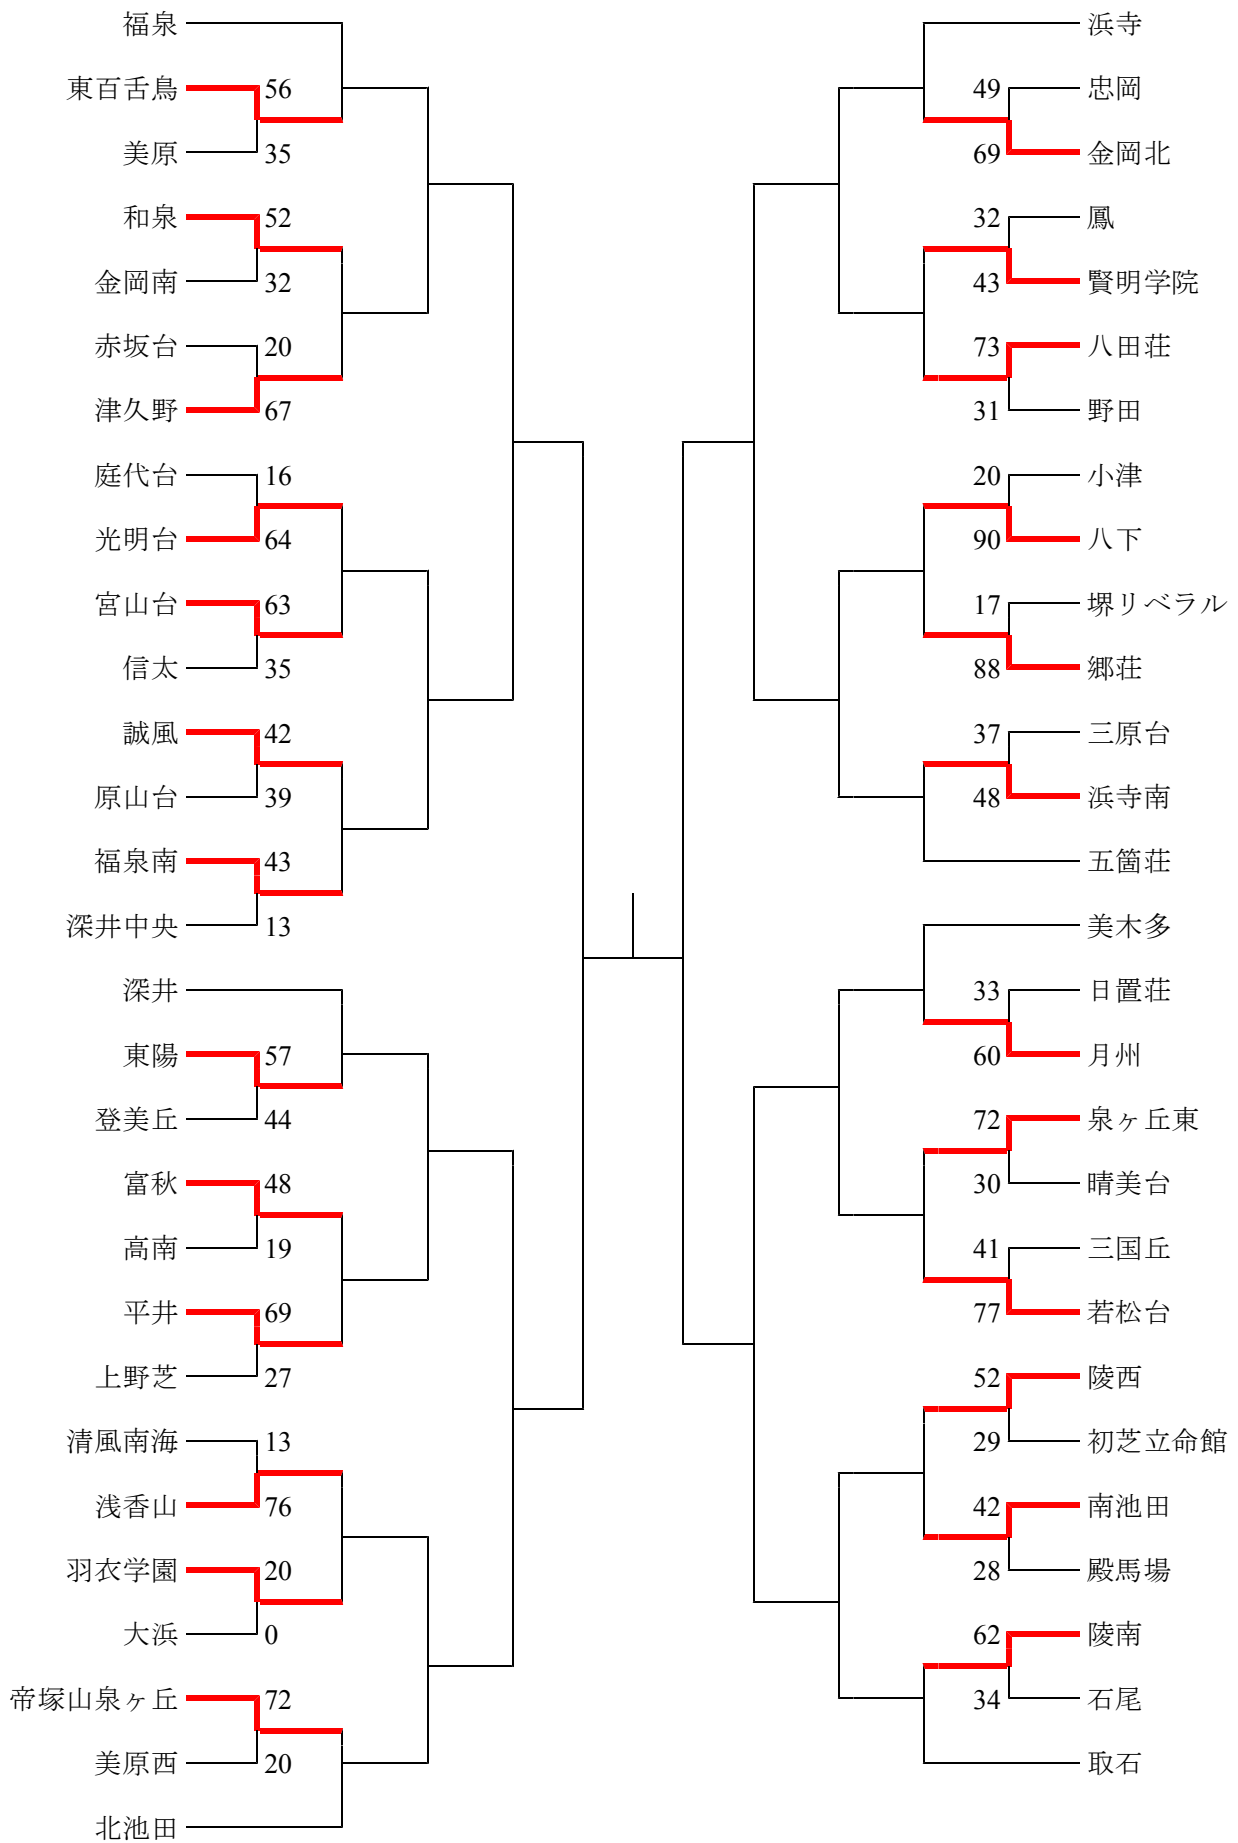 福泉
東百舌鳥 56
美原 35
和泉 52
金岡南 32
赤坂台 20
津久野 67
庭代台 16
光明台 64
宮山台 63
信太 35
誠風 42
原山台 39
福泉南 43
深井中央 13
深井
東陽 57
登美丘 44
富秋 48
高南 19
平井 69
上野芝 27
清風南海 13
浅香山 76
羽衣学園 20
大浜 0
帝塚山泉ヶ丘 72
美原西 20
北池田
浜寺
49 忠岡
69 金岡北
32 鳳
43 賢明学院
73 八田荘
31 野田
20 小津
90 八下
17 堺リベラル
88 郷荘
37 三原台
48 浜寺南
五箇荘
美木多
33 日置荘
60 月州
72 泉ヶ丘東
30 晴美台
41 三国丘
77 若松台
52 陵西
29 初芝立命館
42 南池田
28 殿馬場
62 陵南
34 石尾
取石